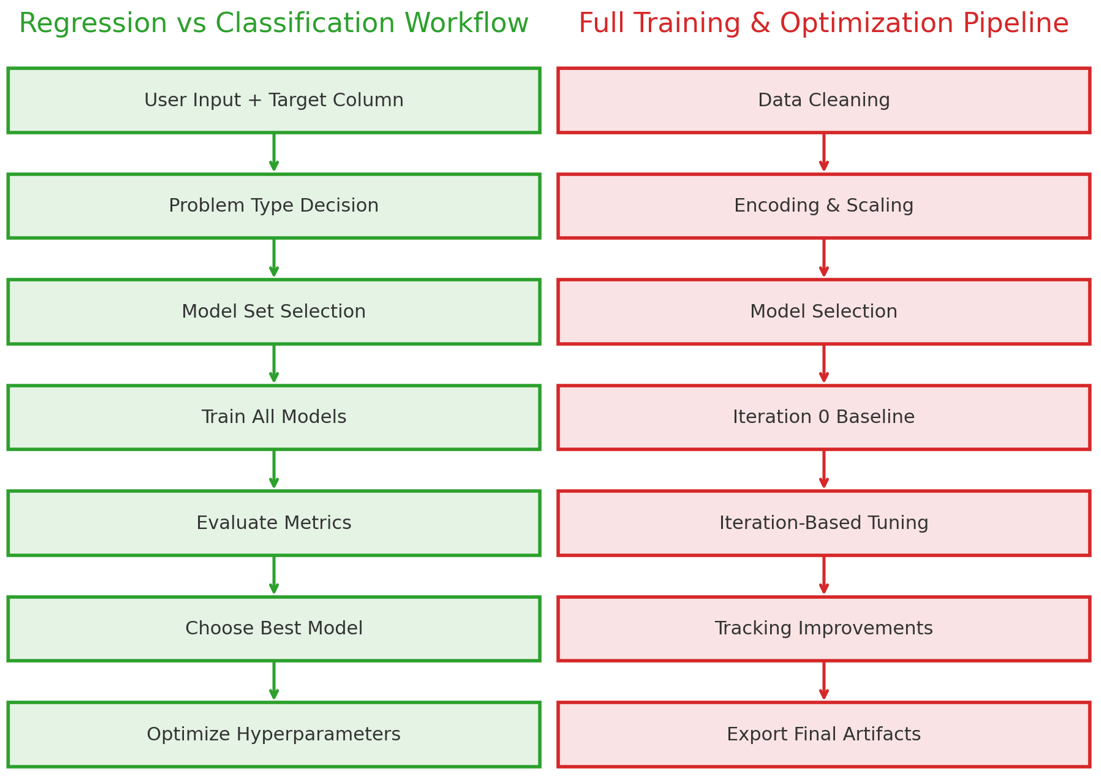 Regression vs Classification Workflow
User Input + Target Column
Problem Type Decision
Model Set Selection
Train All Models
Evaluate Metrics
Choose Best Model
Optimize Hyperparameters
Full Training & Optimization Pipeline
Data Cleaning
Encoding & Scaling
Model Selection
Iteration 0 Baseline
Iteration-Based Tuning
Tracking Improvements
Export Final Artifacts